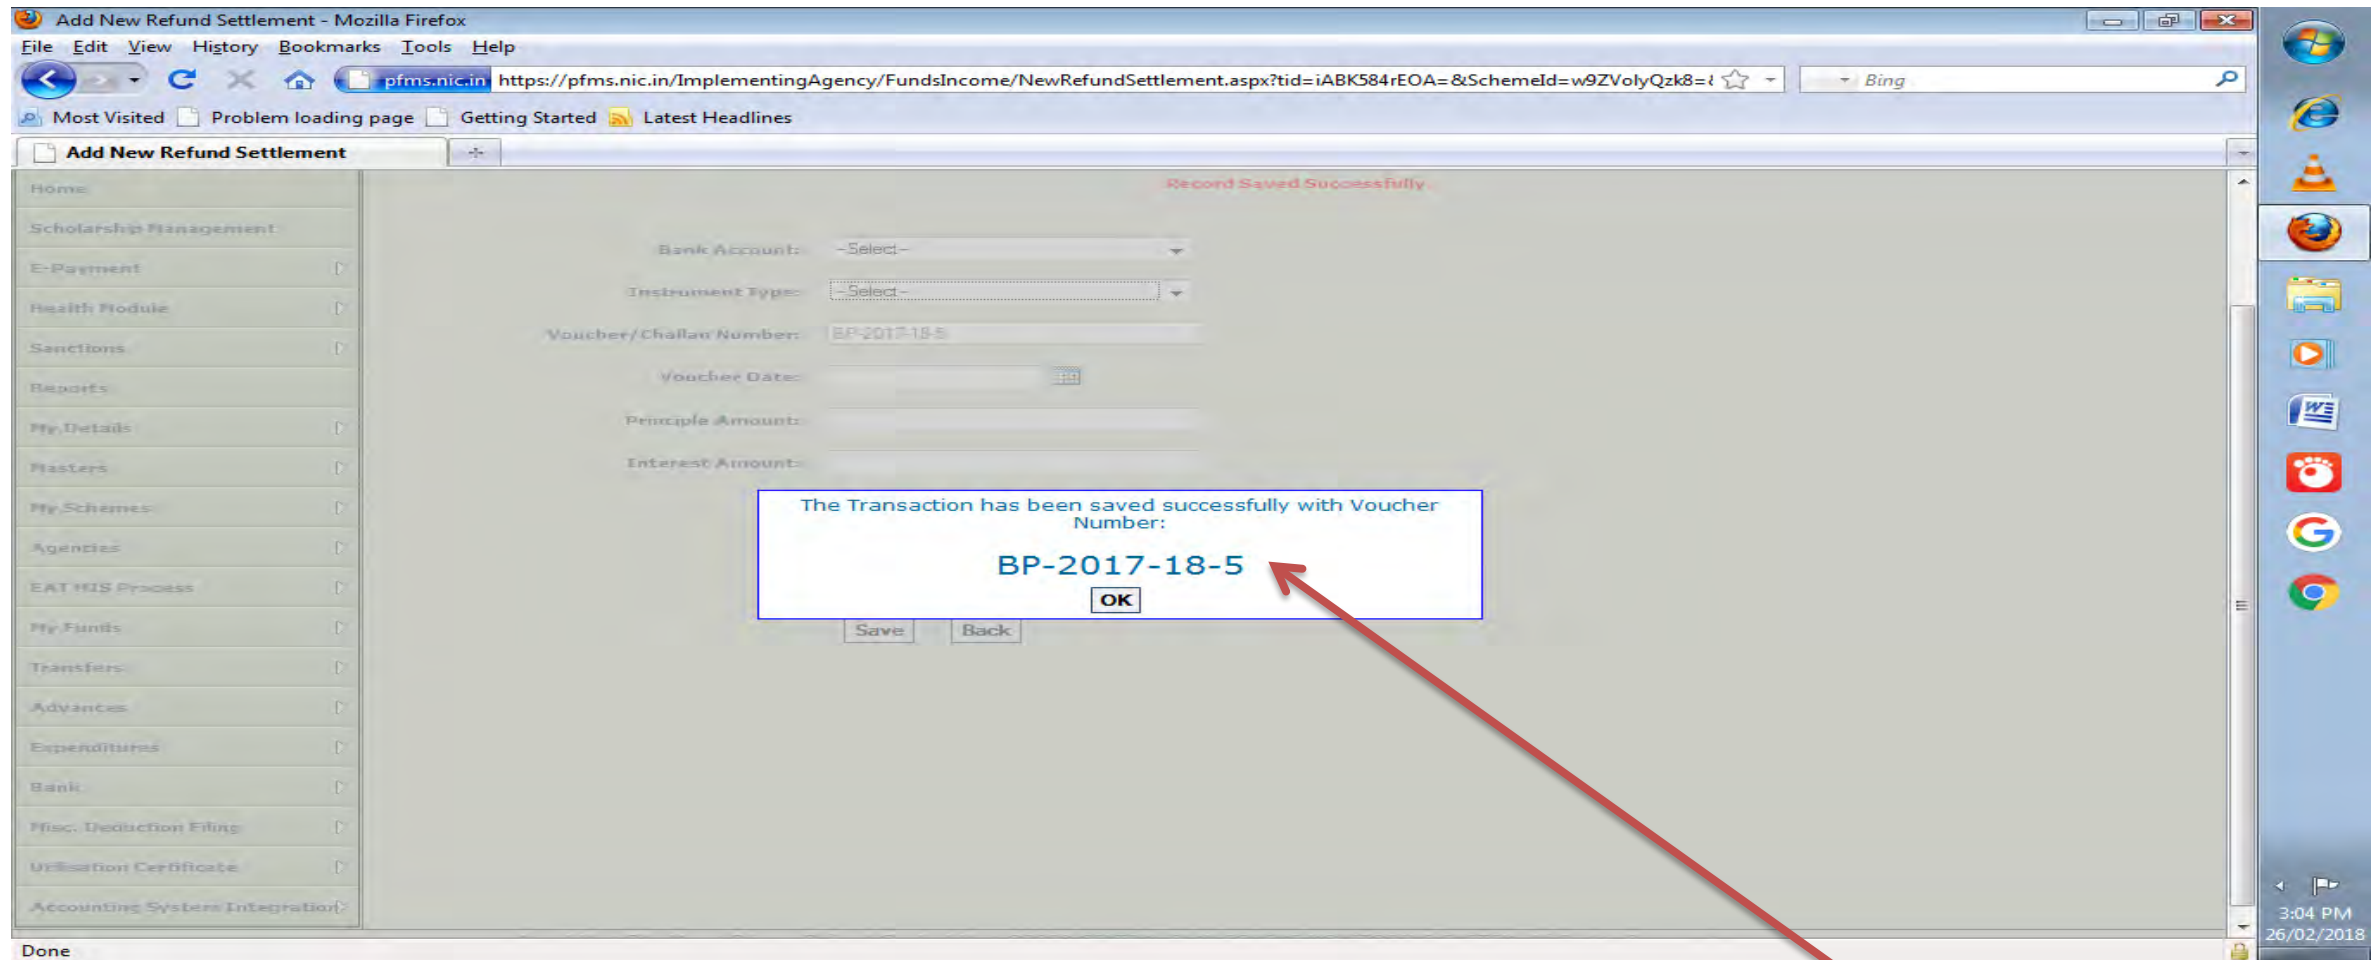 Add New Refund Settlement - Mozilla Firefox
File Edit View History Bookmarks Tools Help
pfms.nic.in https://pfms.nic.in/ImplementingAgency/FundsIncome/NewRefundSettlement.aspx?tid=iABK584rEOA=&SchemeId=w9ZVolyQzk8=& Bing
Most Visited Problem loading page Getting Started Latest Headlines
Add New Refund Settlement
Record Saved Successfully.
Home
Scholarship Management
E-Payment
Health Module
Sanctions
Reports
My Details
Masters
My Schemes
Agencies
EAT MIS Process
My Funds
Transfers
Advances
Expenditures
Bank
Misc. Deduction Filing
Utilisation Certificate
Accounting System Integration
Bank Account: --Select--
Instrument Type: --Select--
Voucher/Challan Number: BP-2017-18-5
Voucher Date:
Principle Amount:
Interest Amount:
The Transaction has been saved successfully with Voucher
Number:
BP-2017-18-5
OK
Save Back
Done
3:04 PM
26/02/2018